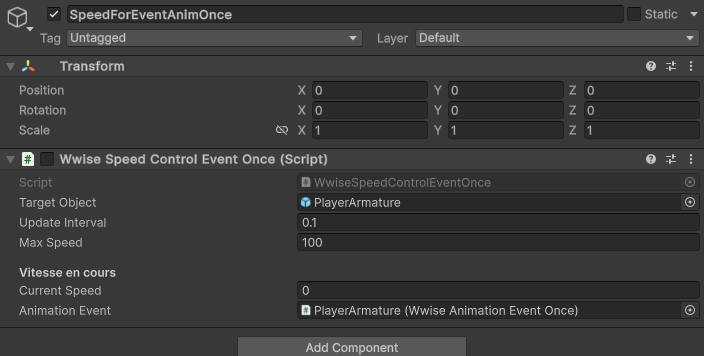 SpeedForEventAnimOnce Static
Tag Untagged Layer Default
Transform
Position X 0 Y 0 Z 0
Rotation X 0 Y 0 Z 0
Scale X 1 Y 1 Z 1
# Wwise Speed Control Event Once (Script)
Script # WwiseSpeedControlEventOnce
Target Object PlayerArmature
Update Interval 0.1
Max Speed 100
Vitesse en cours
Current Speed 0
Animation Event # PlayerArmature (Wwise Animation Event Once)
Add Component